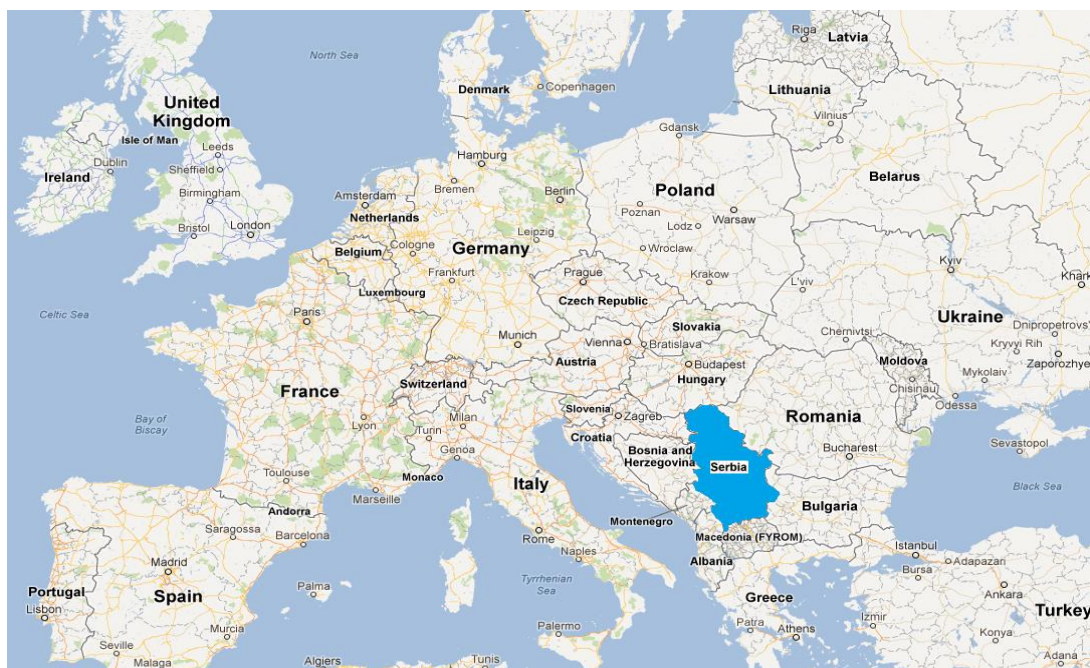 North Sea
Riga
Latvia
Denmark
Copenhagen
Lithuania
Vilnius
United
Kingdom
Isle of Man
Leeds
Gdansk
Dublin
Sheffield
Ireland
Hamburg
Belarus
Birmingham
Bremen
Berlin
Poland
Amsterdam
Poznan
Warsaw
Netherlands
Lodz
Bristol
London
Leipzig
Belgium
Cologne
Germany
Wroclaw
Kyiv
Frankfurt
Prague
Krakow
L'viv
Khark
Luxembourg
Czech Republic
Celtic Sea
Paris
Ukraine
Slovakia
Chernivtsi
Dnipropetrovs'
Munich
Vienna
Bratislava
Kryvyi Rih
Austria
Budapest
Moldova
Zaporozhye
Switzerland
Hungary
Chisinau
Mykolaiv
France
Odessa
Bay of
Biscay
Lyon
Milan
Slovenia
Zagreb
Romania
Turin
Croatia
Genoa
Bosnia and
Herzegovina
Bucharest
Sevastopol
Serbia
Toulouse
Monaco
Italy
Marseille
Black Sea
Andorra
Bulgaria
Montenegro
Saragossa
Rome
Macedonia (FYROM)
Barcelona
Naples
Albania
Istanbul
Adapazari
Madrid
Bursa
Portugal
Spain
Palma
Tyrrhenian
Sea
Greece
Ankara
Lisbon
Patra
Athens
Izmir
Turkey
Murcia
Palermo
Konya
Seville
Malaga
Algiers
Tunis
Adana